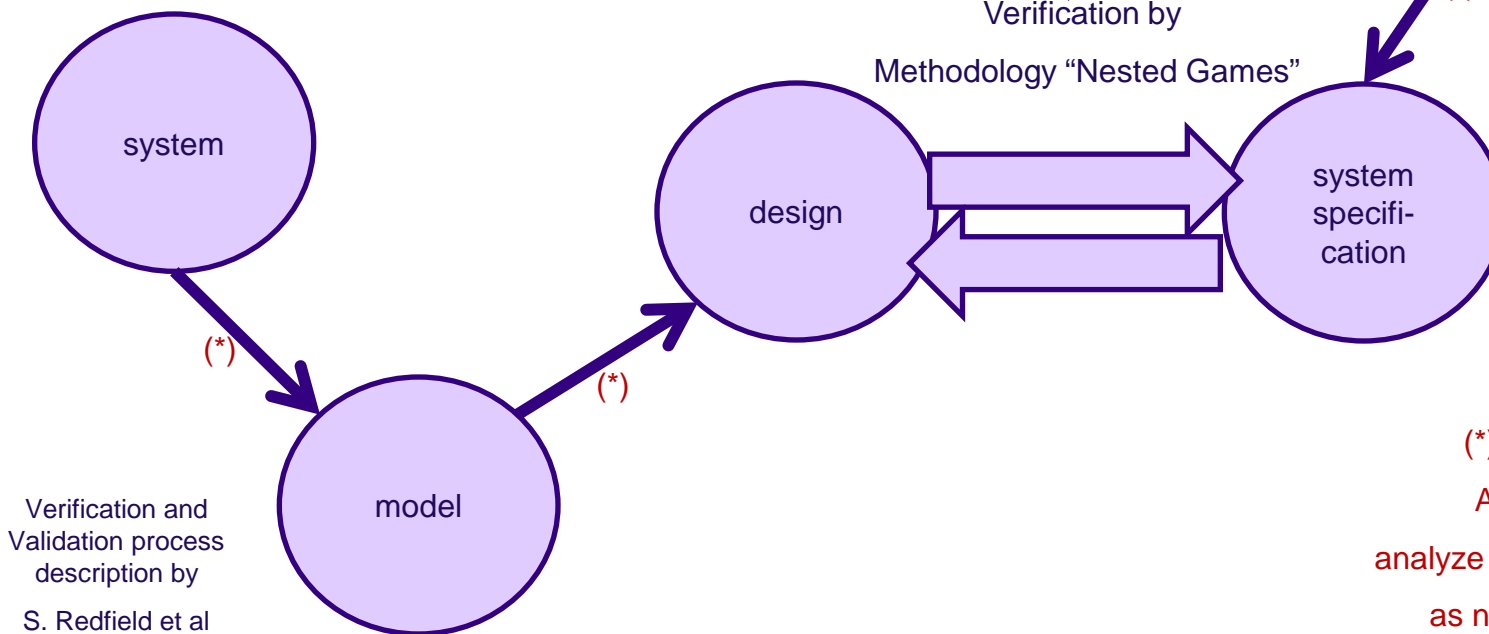 Verification by
Methodology “Nested Games”
system
design
system
specifi-
cation
(*)
(*)
model
Verification and
Validation process
description by
S. Redfield et al
(*)
A
analyze
as n